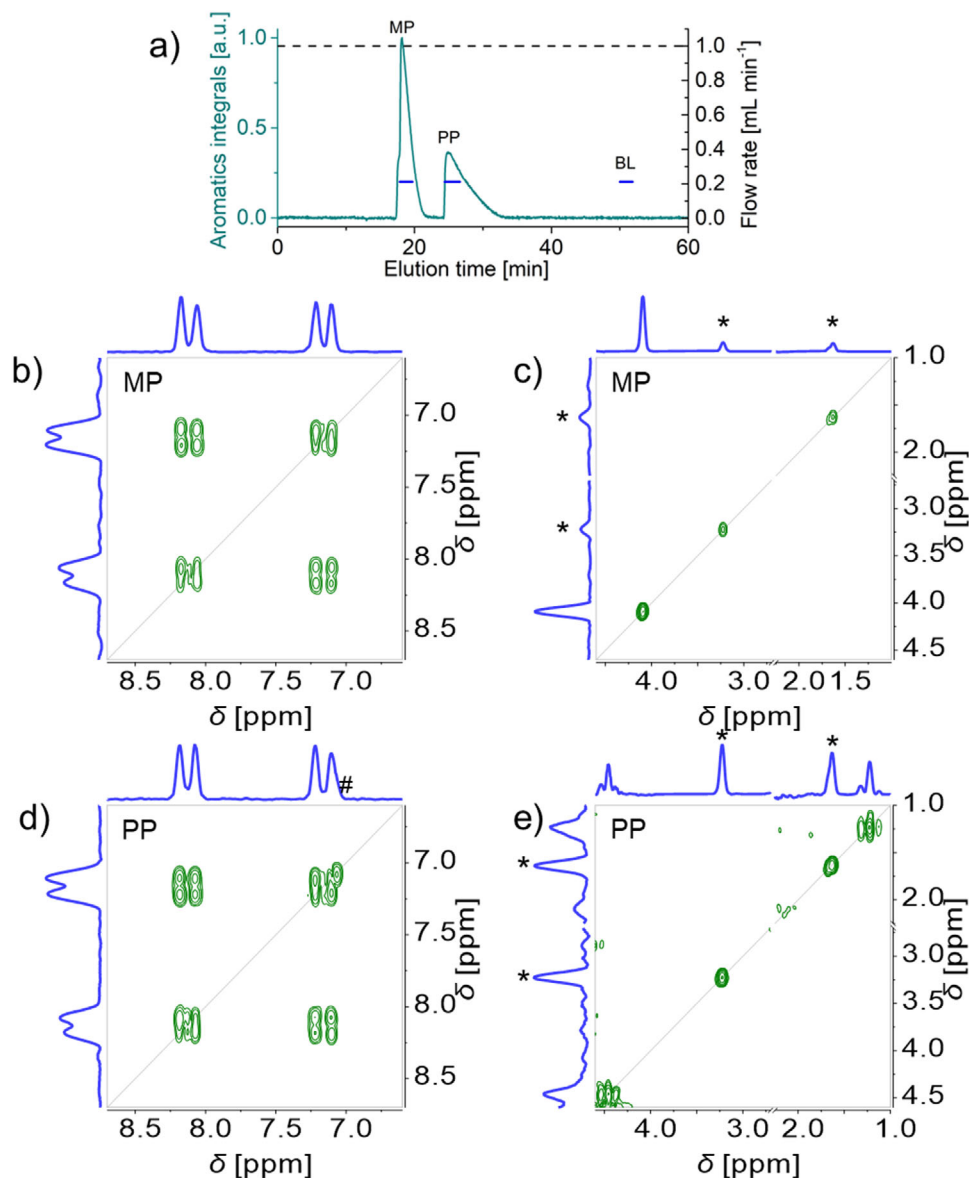 a)
MP
PP
BL
Aromatics integrals [a.u.]
1.0
0.5
0.0
1.0
0.8
0.6
0.4
0.2
0.0
Flow rate [mL min⁻¹]
0 20 40 60
Elution time [min]
b)
MP
7.0
7.5
8.0
8.5
δ [ppm]
8.5 8.0 7.5 7.0
δ [ppm]
c)
* *
MP
*
*
1.0
2.0
3.0
3.5
4.0
4.5
δ [ppm]
4.0 3.0 2.0 1.5
δ [ppm]
d)
#
PP
7.0
7.5
8.0
8.5
δ [ppm]
8.5 8.0 7.5 7.0
δ [ppm]
e)
* *
PP
*
*
1.0
2.0
3.0
3.5
4.0
4.5
δ [ppm]
4.0 3.0 2.0 1.0
δ [ppm]